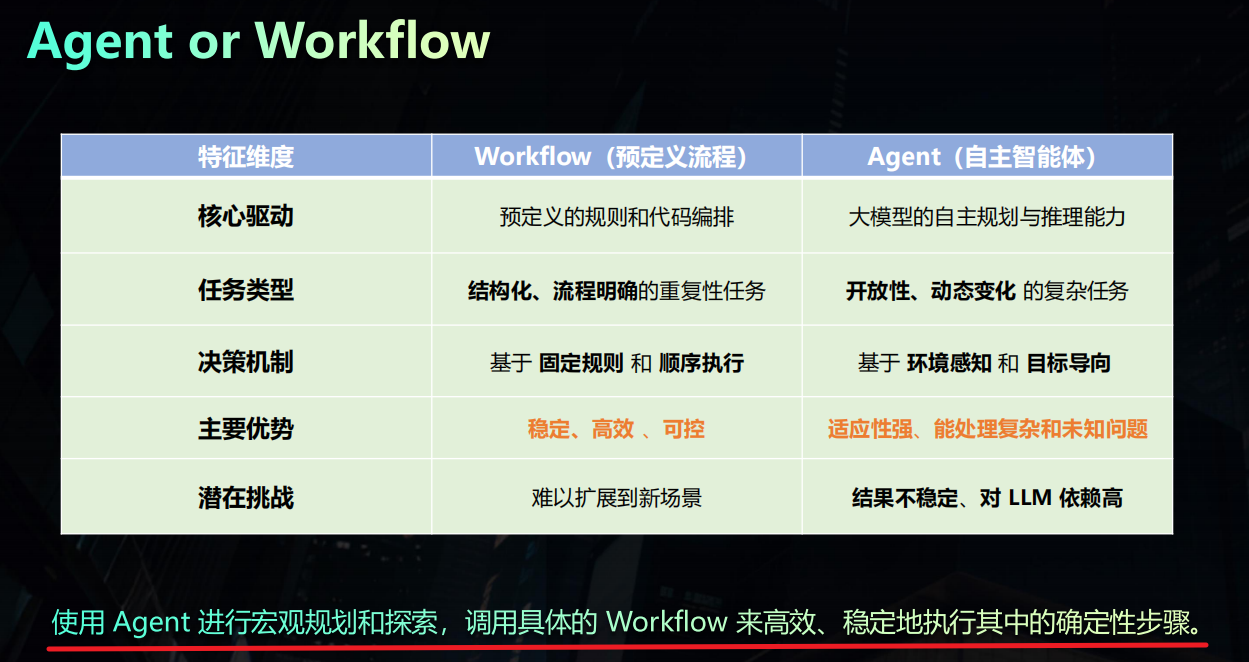 Agent or Workflow
特征维度 Workflow（预定义流程） Agent（自主智能体）
核心驱动 预定义的规则和代码编排 大模型的自主规划与推理能力
任务类型 结构化、流程明确的重复性任务 开放性、动态变化 的复杂任务
决策机制 基于 固定规则 和 顺序执行 基于 环境感知 和 目标导向
主要优势 稳定、高效 、可控 适应性强、能处理复杂和未知问题
潜在挑战 难以扩展到新场景 结果不稳定、对 LLM 依赖高
使用 Agent 进行宏观规划和探索，调用具体的 Workflow 来高效、稳定地执行其中的确定性步骤。